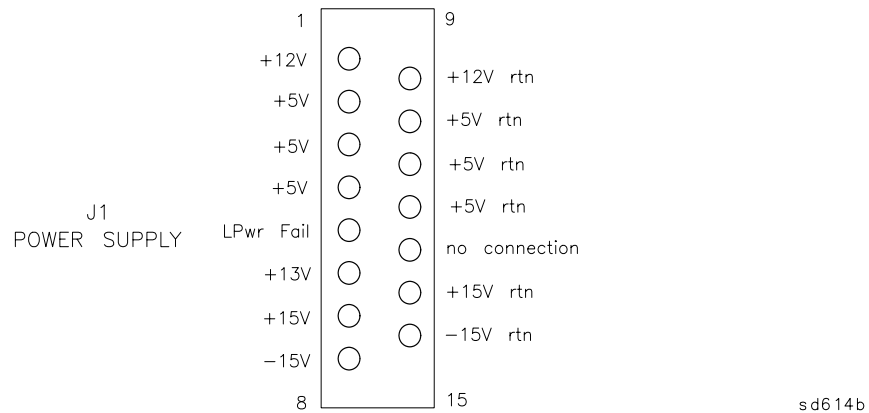 1 9
+12V
+12V rtn
+5V
+5V rtn
+5V
+5V rtn
+5V
+5V rtn
J1
POWER SUPPLY
LPwr Fail
no connection
+13V
+15V rtn
+15V
-15V rtn
-15V
8 15
sd614b